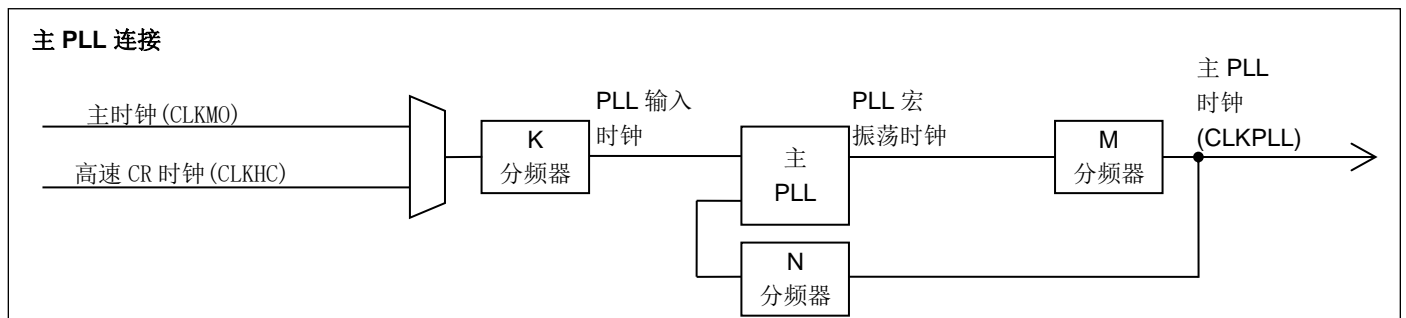 主 PLL 连接
主时钟(CLKMO)
高速 CR 时钟(CLKHC)
K
分频器
PLL 输入
时钟
主
PLL
PLL 宏
振荡时钟
M
分频器
主 PLL
时钟
(CLKPLL)
N
分频器